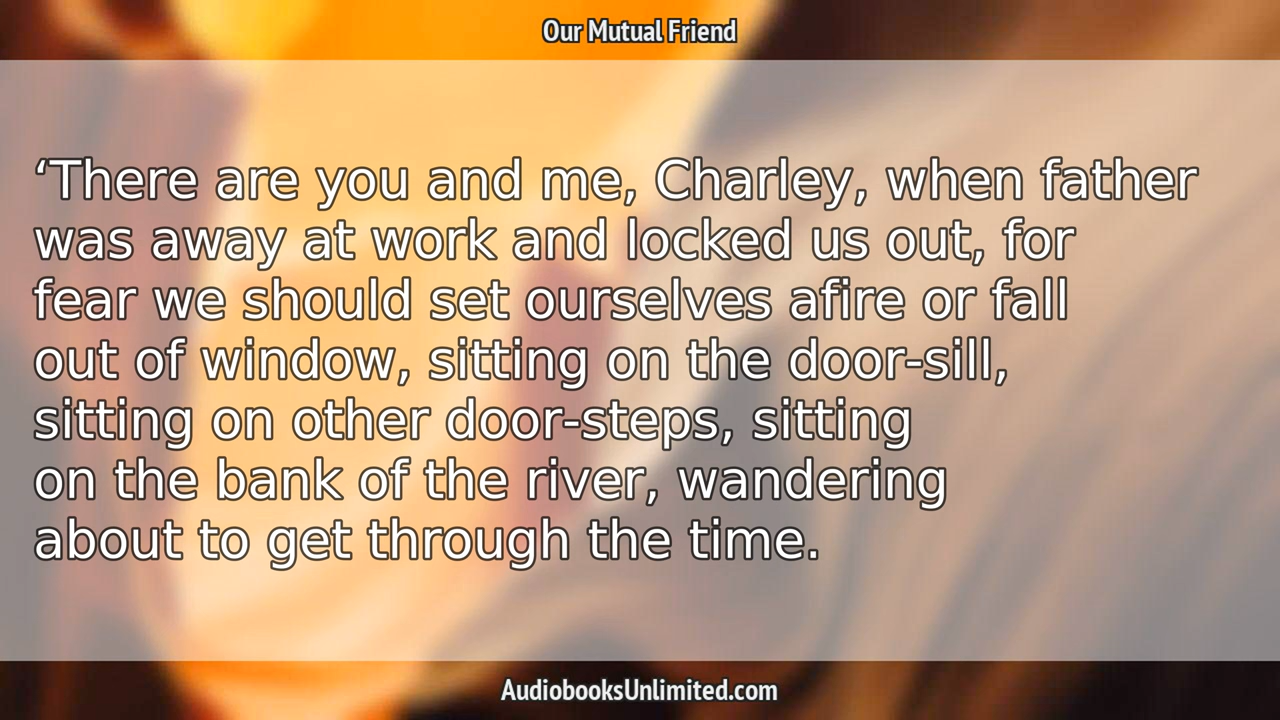 Our Mutual Friend
‘There are you and me, Charley, when father
was away at work and locked us out, for
fear we should set ourselves afire or fall
out of window, sitting on the door-sill,
sitting on other door-steps, sitting
on the bank of the river, wandering
about to get through the time.
AudiobooksUnlimited.com